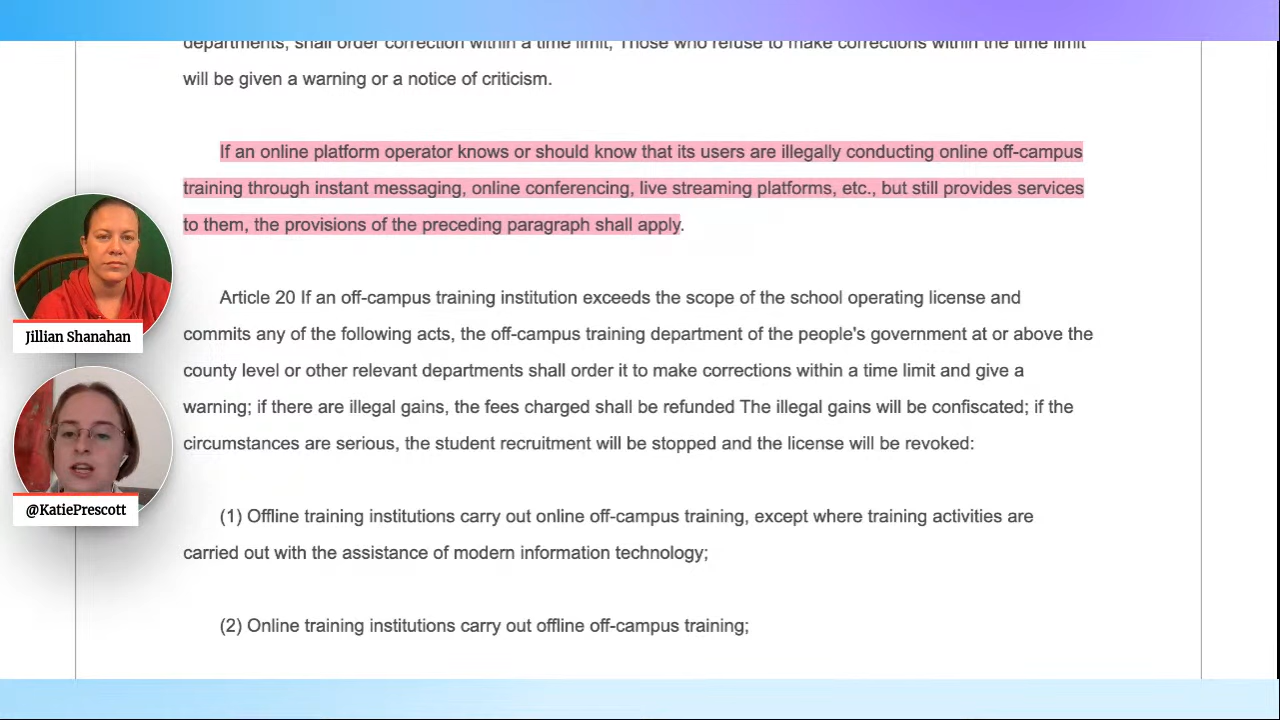 departments, shall order correction within a time limit; Those who refuse to make corrections within the time limit
will be given a warning or a notice of criticism.
If an online platform operator knows or should know that its users are illegally conducting online off-campus
training through instant messaging, online conferencing, live streaming platforms, etc., but still provides services
to them, the provisions of the preceding paragraph shall apply.
Article 20 If an off-campus training institution exceeds the scope of the school operating license and
commits any of the following acts, the off-campus training department of the people's government at or above the
county level or other relevant departments shall order it to make corrections within a time limit and give a
warning; if there are illegal gains, the fees charged shall be refunded The illegal gains will be confiscated; if the
circumstances are serious, the student recruitment will be stopped and the license will be revoked:
(1) Offline training institutions carry out online off-campus training, except where training activities are
carried out with the assistance of modern information technology;
(2) Online training institutions carry out offline off-campus training;
Jillian Shanahan
@KatiePrescott